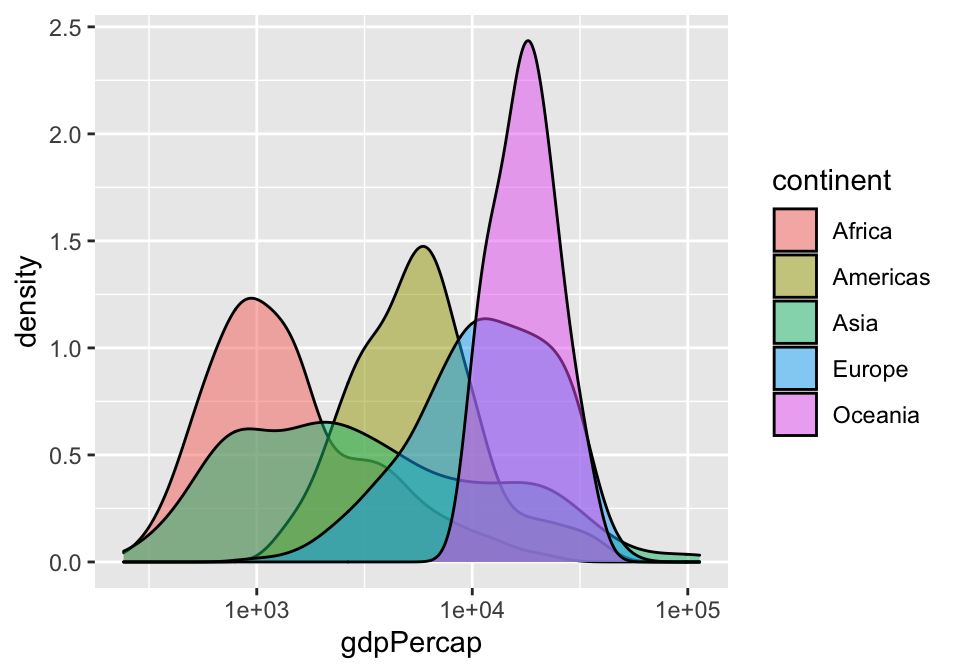 2.5
2.0
1.5
1.0
0.5
0.0
density
1e+03 1e+04 1e+05
gdpPercap
continent
Africa
Americas
Asia
Europe
Oceania